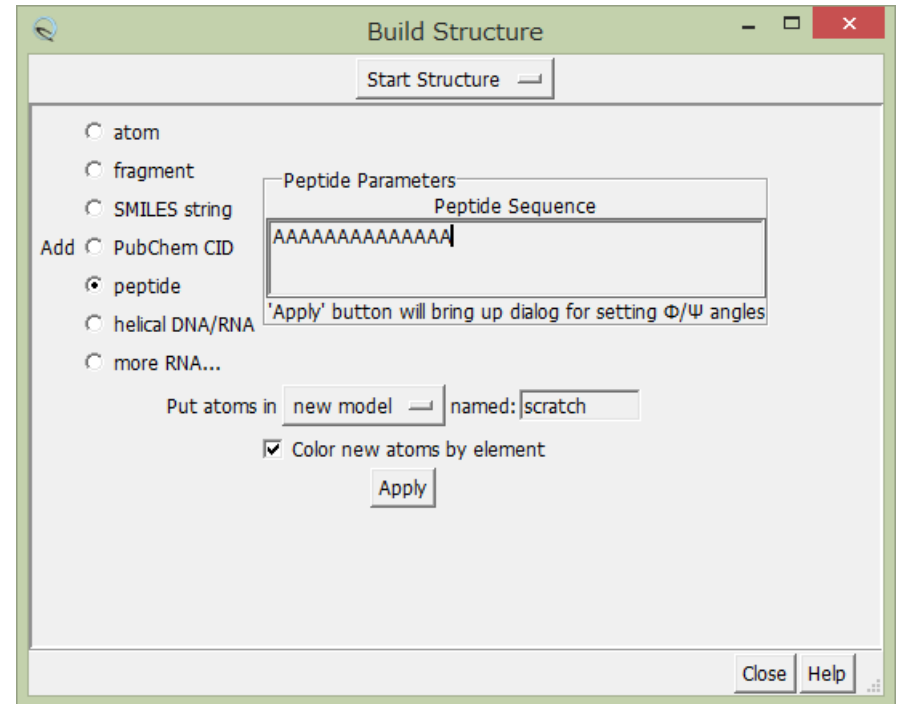 Build Structure
Start Structure
atom
fragment
SMILES string
Add PubChem CID
peptide
helical DNA/RNA
more RNA...
Peptide Parameters
Peptide Sequence
AAAAAAAAAAAAAA
'Apply' button will bring up dialog for setting Φ/Ψ angles
Put atoms in new model named: scratch
Color new atoms by element
Apply
Close Help